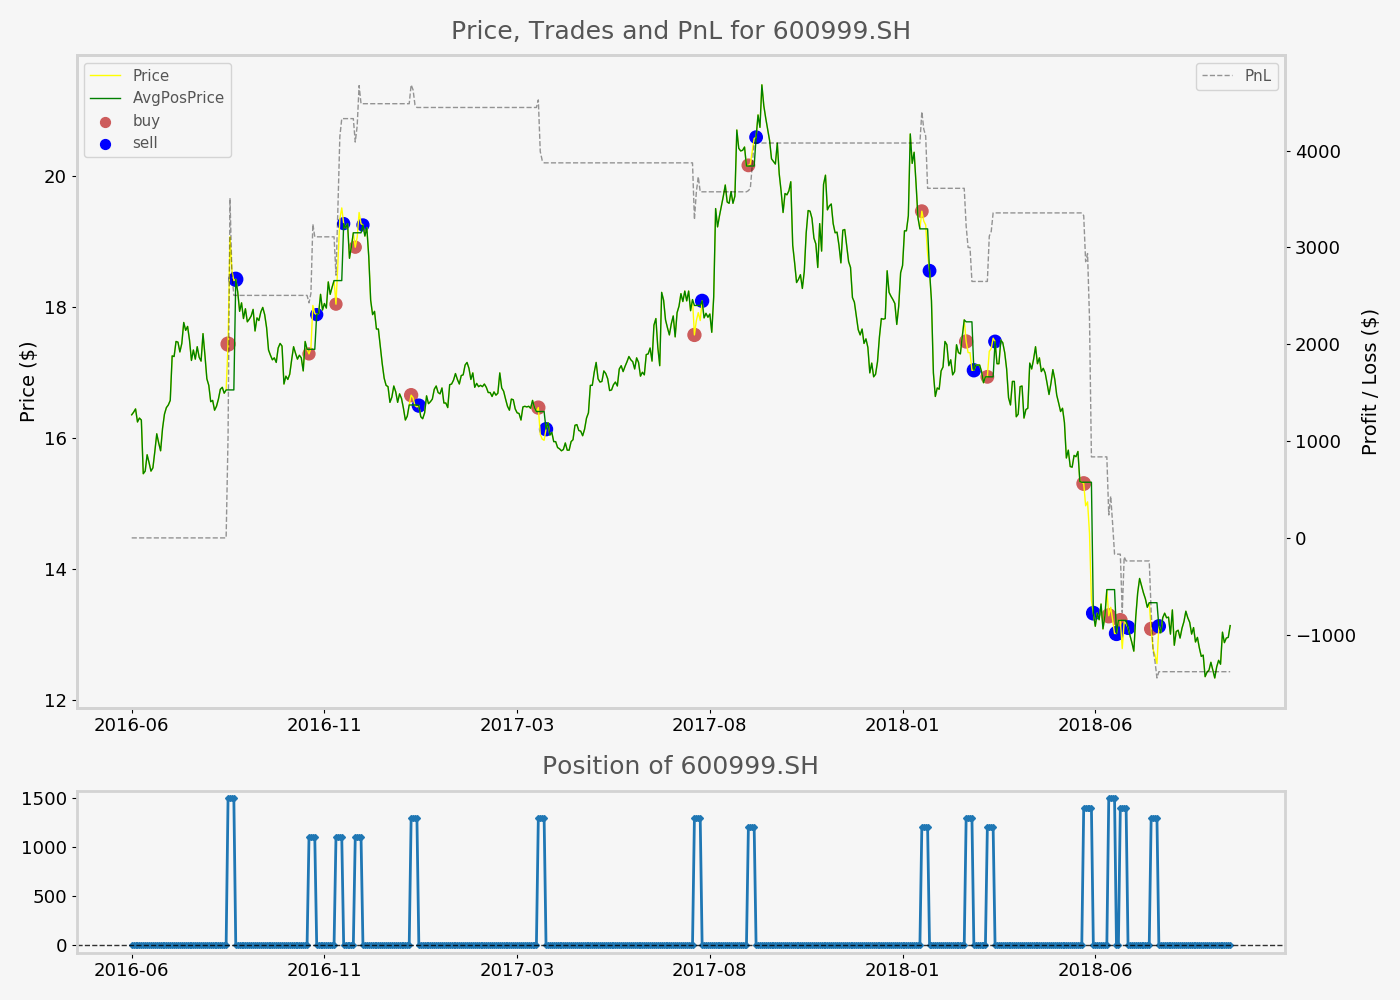 Price, Trades and PnL for 600999.SH
Price
AvgPosPrice
buy
sell
PnL
Price ($)
20
18
16
14
12
Profit / Loss ($)
4000
3000
2000
1000
0
−1000
2016-06 2016-11 2017-03 2017-08 2018-01 2018-06
Position of 600999.SH
1500
1000
500
0
2016-06 2016-11 2017-03 2017-08 2018-01 2018-06